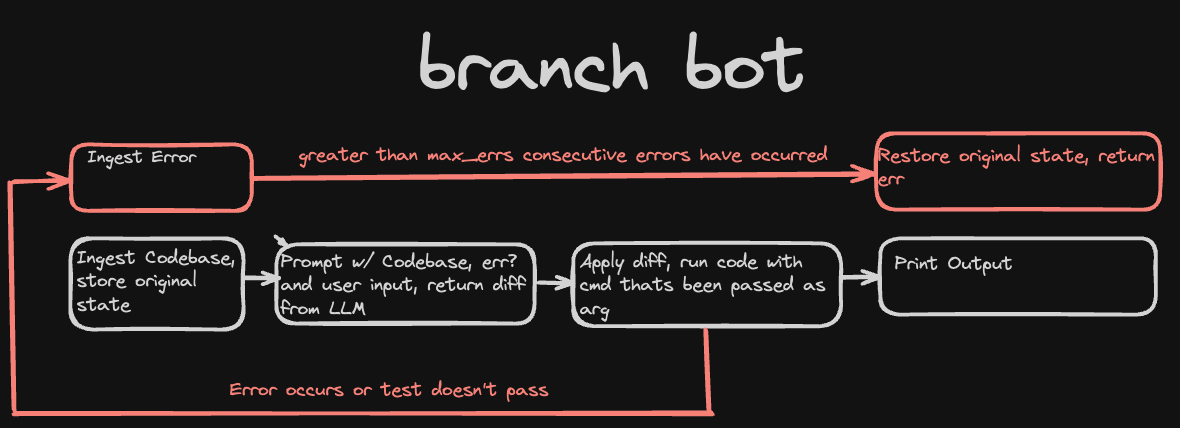 branch bot
Ingest Error
greater than max_errs consecutive errors have occurred
Restore original state, return
err
Ingest Codebase,
store original
state
Prompt w/ Codebase, err?
and user input, return diff
from LLM
Apply diff, run code with
cmd thats been passed as
arg
Print Output
Error occurs or test doesn't pass